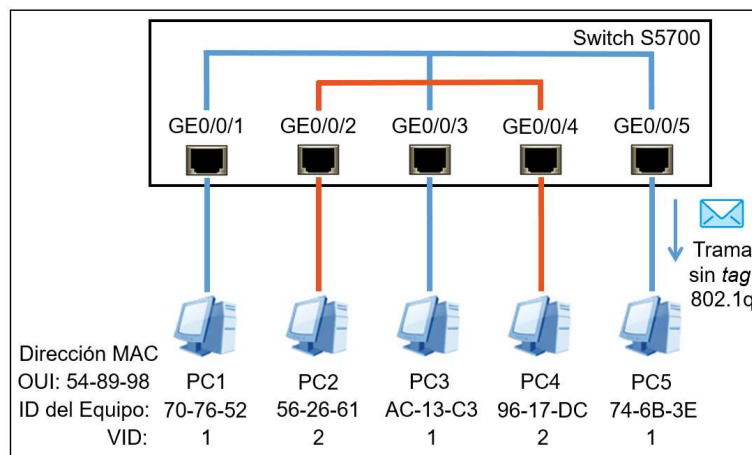 Switch S5700
GE0/0/1 GE0/0/2 GE0/0/3 GE0/0/4 GE0/0/5
Trama
sin tag
802.1q
Dirección MAC
OUI: 54-89-98 PC1 PC2 PC3 PC4 PC5
ID del Equipo: 70-76-52 56-26-61 AC-13-C3 96-17-DC 74-6B-3E
VID: 1 2 1 2 1